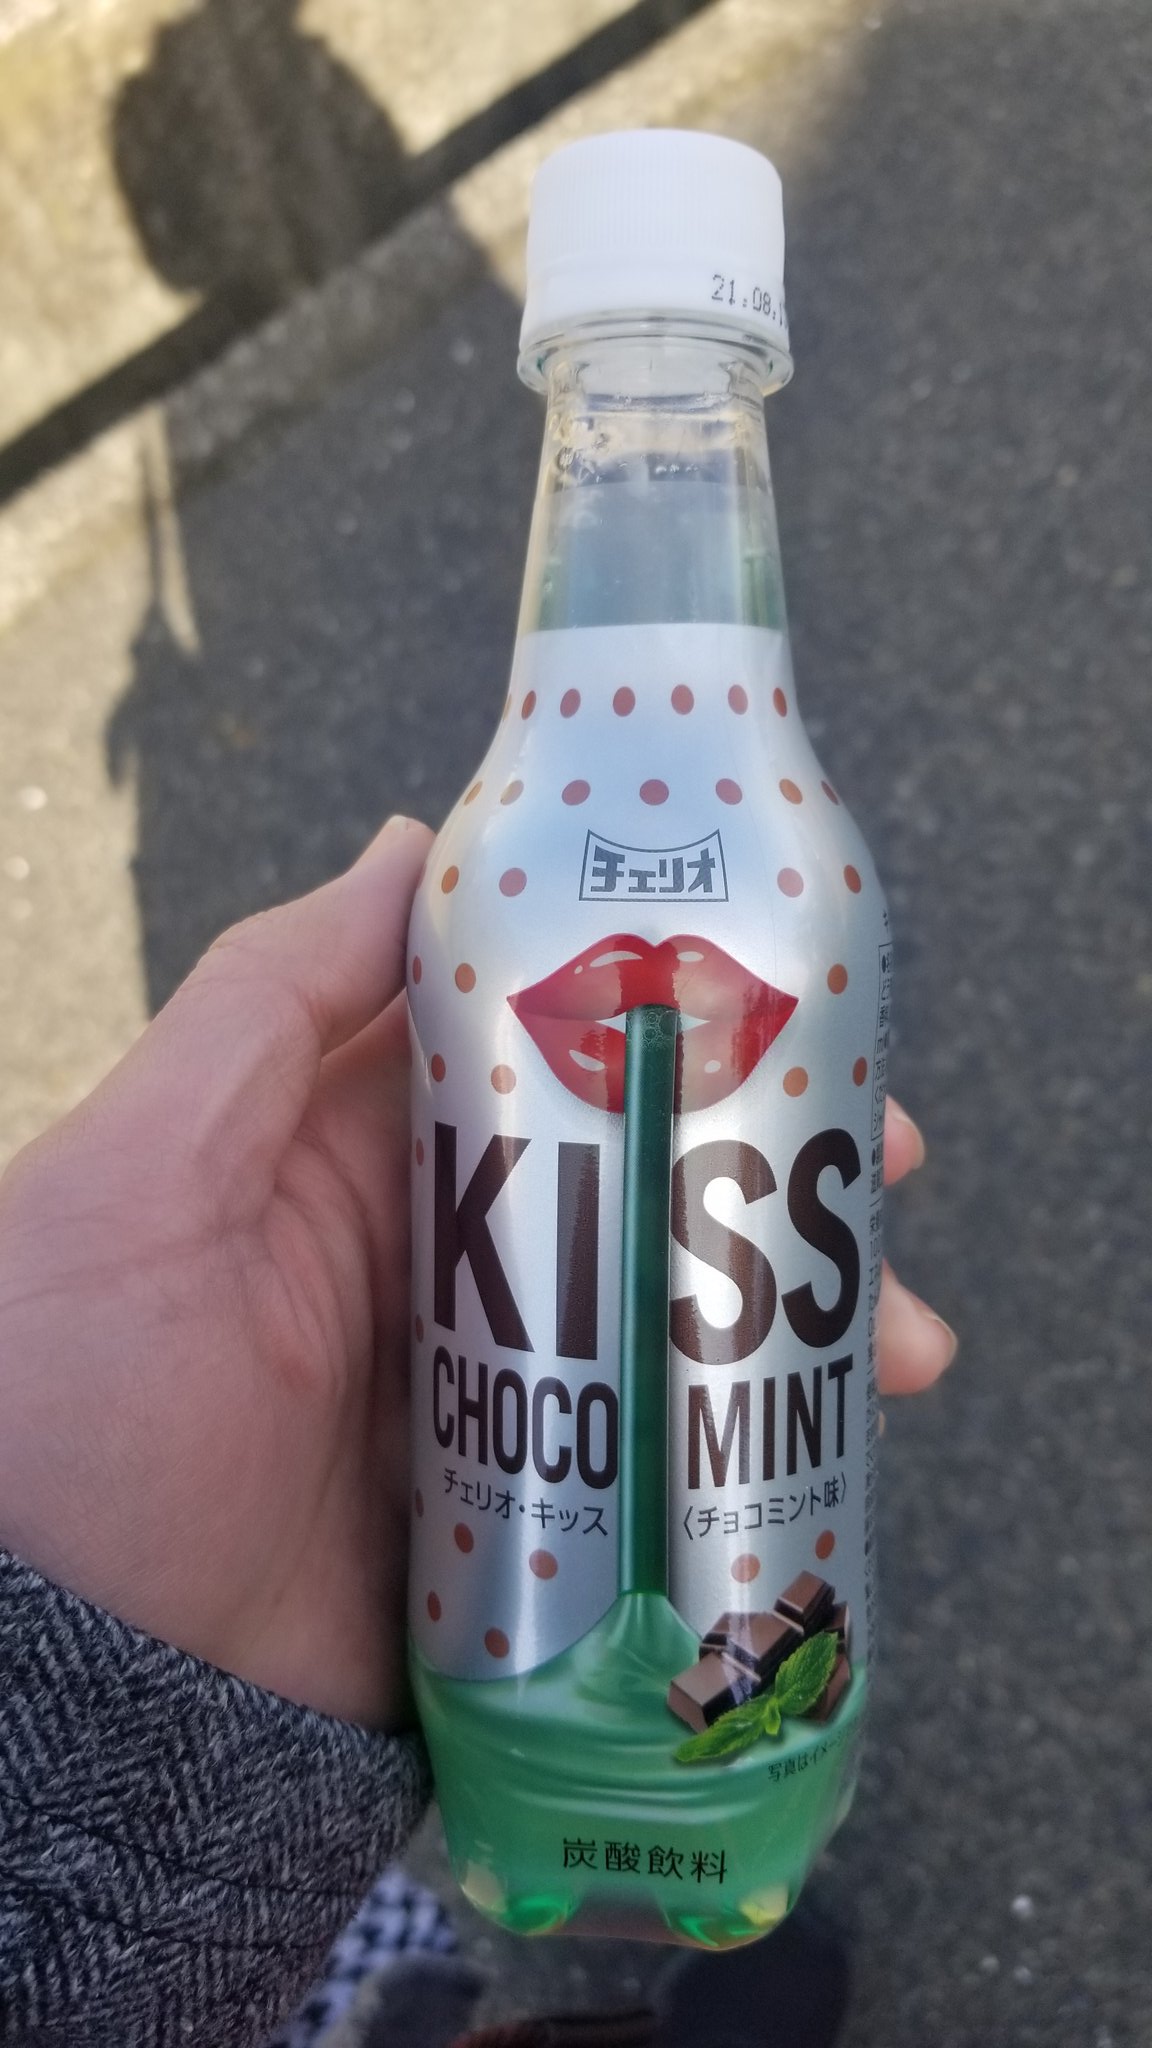 21.08.
チェリオ
KISS
CHOCO MINT
チェリオ・キッス 〈チョコミント味〉
写真はイメージ
炭酸飲料